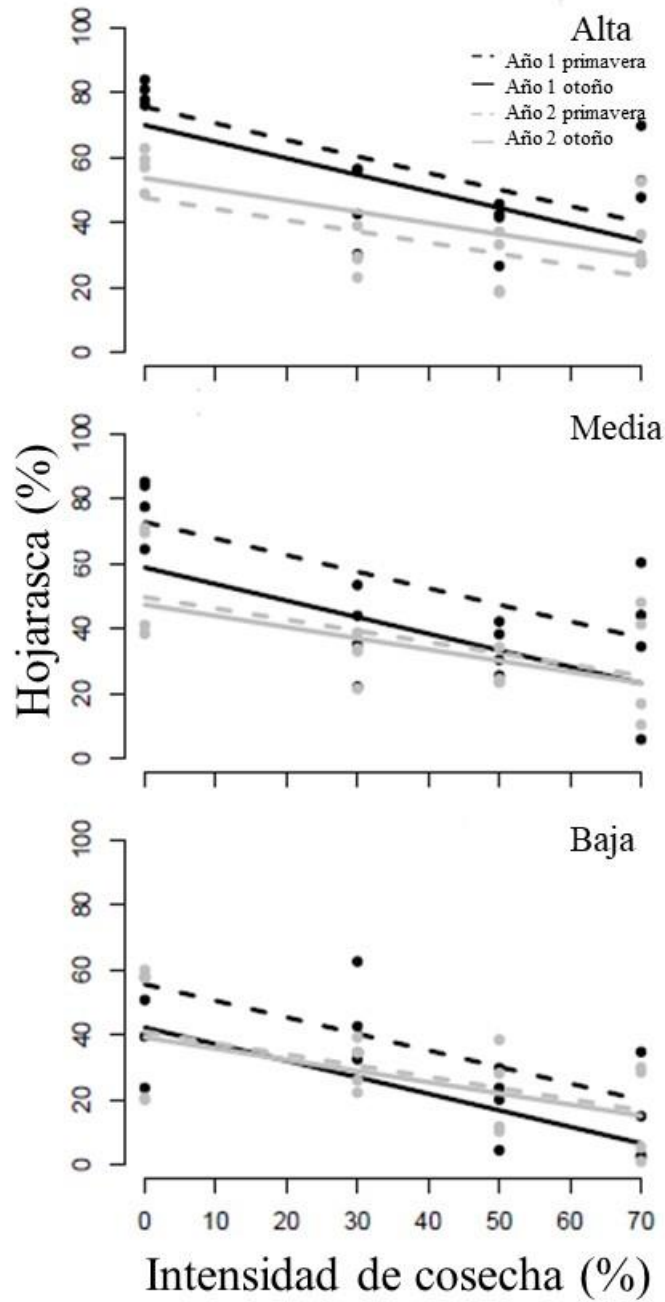 Alta
Año 1 primavera
Año 1 otoño
Año 2 primavera
Año 2 otoño
100
80
60
40
20
0
Media
100
80
60
40
20
0
Hojarasca (%)
Baja
100
80
60
40
20
0
0 10 20 30 40 50 60 70
Intensidad de cosecha (%)